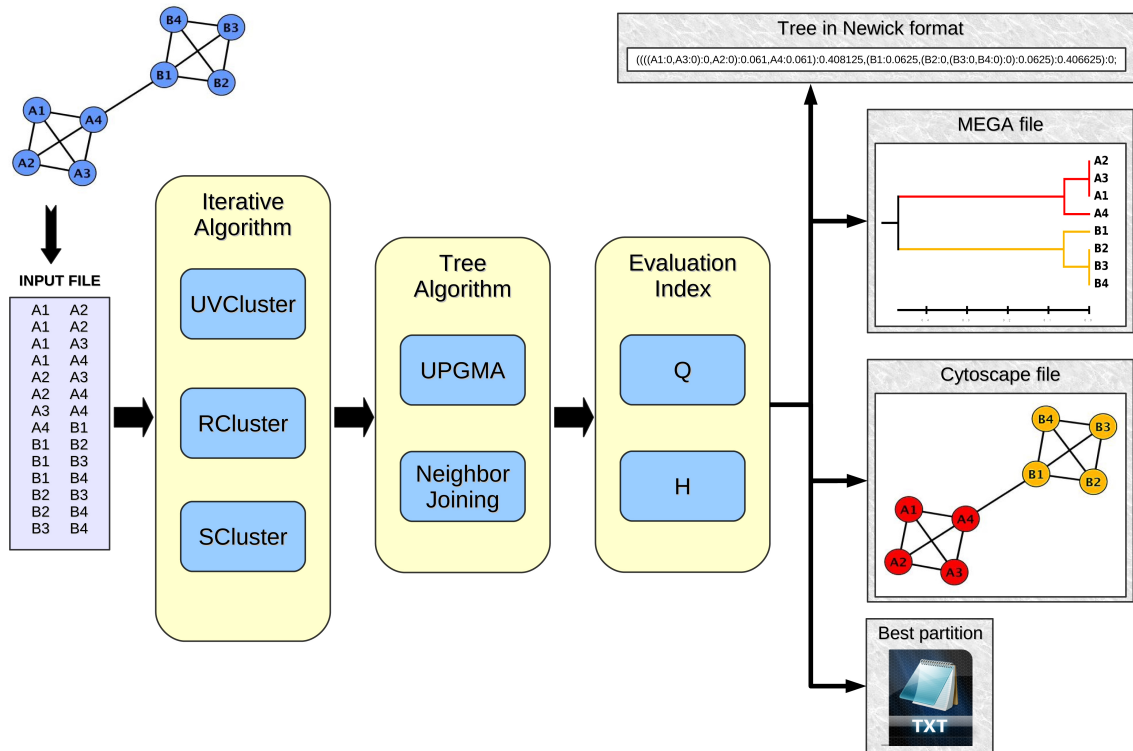 B4
B3
B1
B2
A1
A4
A2
A3
INPUT FILE
A1 A2
A1 A2
A1 A3
A1 A4
A2 A3
A2 A4
A3 A4
A4 B1
B1 B2
B1 B3
B1 B4
B2 B3
B2 B4
B3 B4
Iterative
Algorithm
UVCluster
RCluster
SCluster
Tree
Algorithm
UPGMA
Neighbor
Joining
Evaluation
Index
Q
H
Tree in Newick format
((((A1:0,A3:0):0,A2:0):0.061,A4:0.061):0.408125,(B1:0.0625,(B2:0,(B3:0,B4:0):0):0.0625):0.406625):0;
MEGA file
A2
A3
A1
A4
B1
B2
B3
B4
Cytoscape file
B4
B3
B1
B2
A1
A4
A2
A3
Best partition
TXT